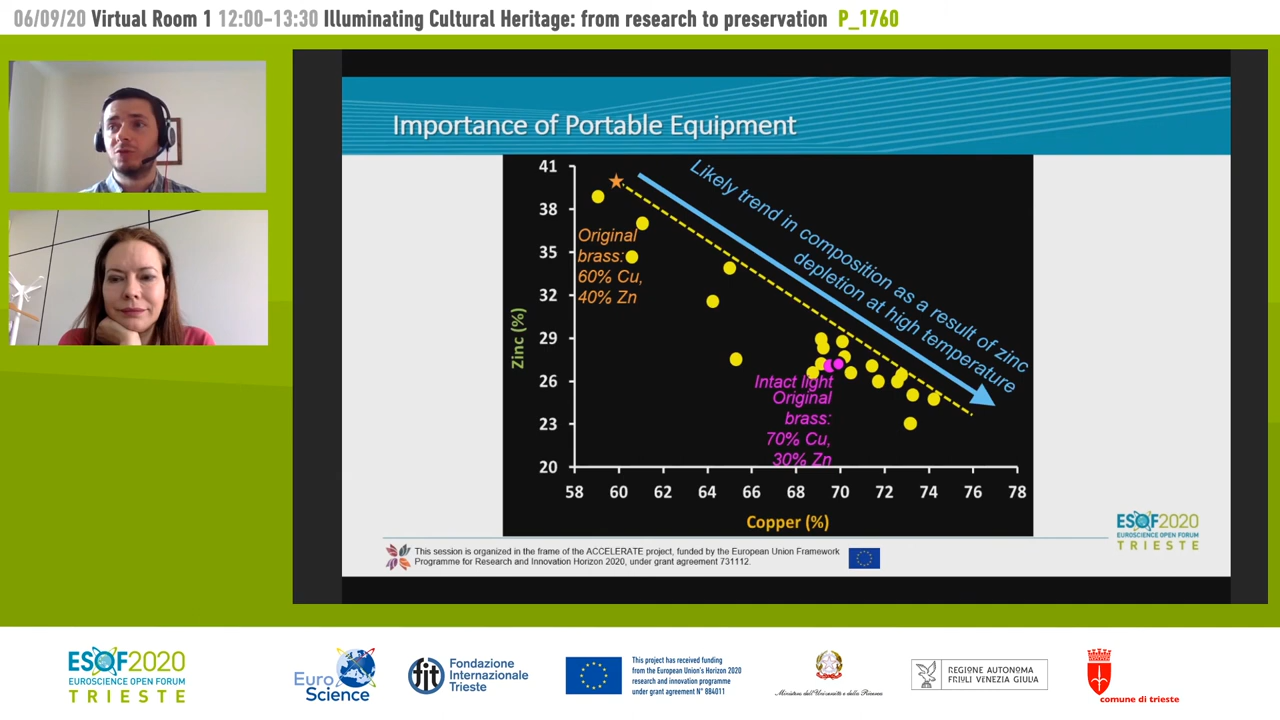 06/09/20 Virtual Room 1 12:00-13:30 Illuminating Cultural Heritage: from research to preservation P_1760
Importance of Portable Equipment
41
38
35
32
29
26
23
20
Zinc (%)
Original
brass:
60% Cu,
40% Zn
Likely trend in composition as a result of zinc
depletion at high temperature
Intact light
Original
brass:
70% Cu,
30% Zn
58 60 62 64 66 68 70 72 74 76 78
Copper (%)
ESOF2020
EUROSCIENCE OPEN FORUM
TRIESTE
This session is organized in the frame of the ACCELERATE project, funded by the European Union Framework
Programme for Research and Innovation Horizon 2020, under grant agreement 731112.
ESOF2020
EUROSCIENCE OPEN FORUM
TRIESTE
Euro
Science
fit
Fondazione
Internazionale
Trieste
This project has received funding
from the European Union's Horizon 2020
research and innovation programme
under grant agreement N° 884011
Ministero dell'Università e della Ricerca
REGIONE AUTONOMA
FRIULI VENEZIA GIULIA
comune di trieste